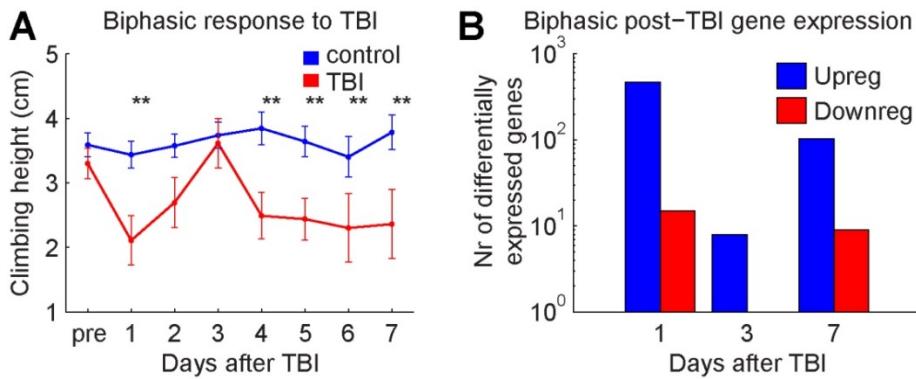 A Biphasic response to TBI
control
TBI
** ** ** ** **
5
4
3
2
1
Climbing height (cm)
pre 1 2 3 4 5 6 7
Days after TBI
B Biphasic post-TBI gene expression
Upreg
Downreg
10^3
10^2
10^1
10^0
Nr of differentially
expressed genes
1 3 7
Days after TBI